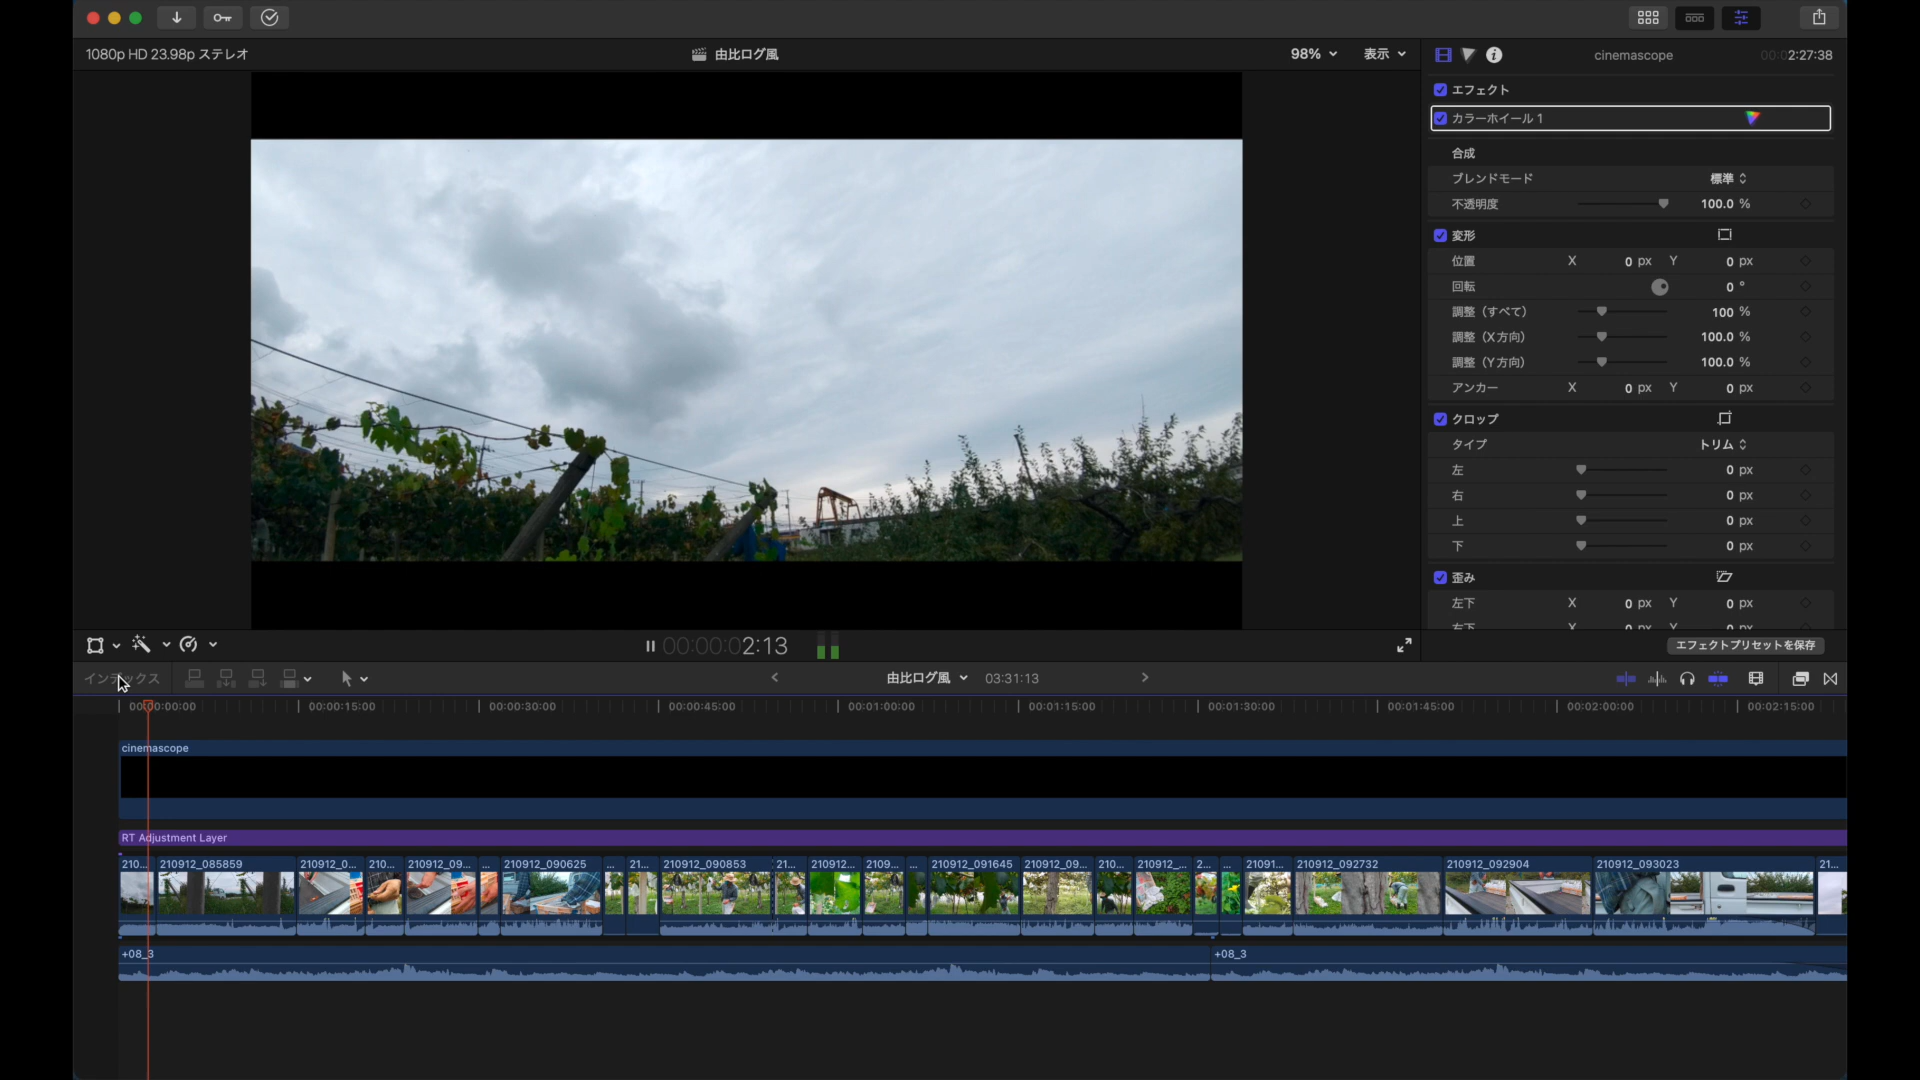 1080p HD 23.98p ステレオ
由比ログ風
98%
表示
cinemascope
00:02:27:38
エフェクト
カラーホイール 1
合成
ブレンドモード
標準
不透明度
100.0 %
変形
位置 X 0 px Y 0 px
回転 0 °
調整（すべて） 100 %
調整（X方向） 100.0 %
調整（Y方向） 100.0 %
アンカー X 0 px Y 0 px
クロップ
タイプ トリム
左 0 px
右 0 px
上 0 px
下 0 px
歪み
左下 X 0 px Y 0 px
右下 X 0 px Y 0 px
エフェクトプリセットを保存
00:00:02:13
インデックス
由比ログ風
03:31:13
00:00:00:00 00:00:15:00 00:00:30:00 00:00:45:00 00:01:00:00 00:01:15:00 00:01:30:00 00:01:45:00 00:02:00:00 00:02:15:00
cinemascope
RT Adjustment Layer
210... 210912_085859 210912_0... 210... 210912_09... ... 210912_090625 ... 21... 210912_090853 21... 210912... 2109... ... 210912_091645 210912_09... 210... 210912_... 2... ... 21091... 210912_092732 210912_092904 210912_093023 21...
+08_3 +08_3